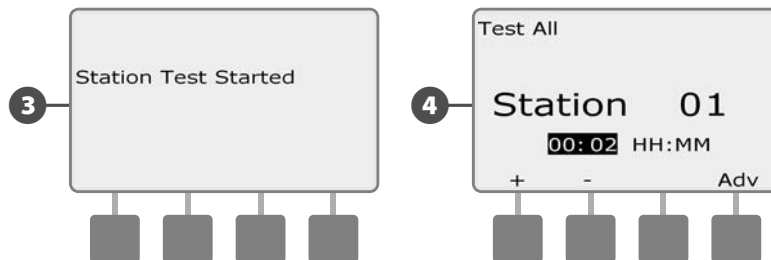 3
Station Test Started
4
Test All
Station 01
00:02 HH:MM
+ - Adv